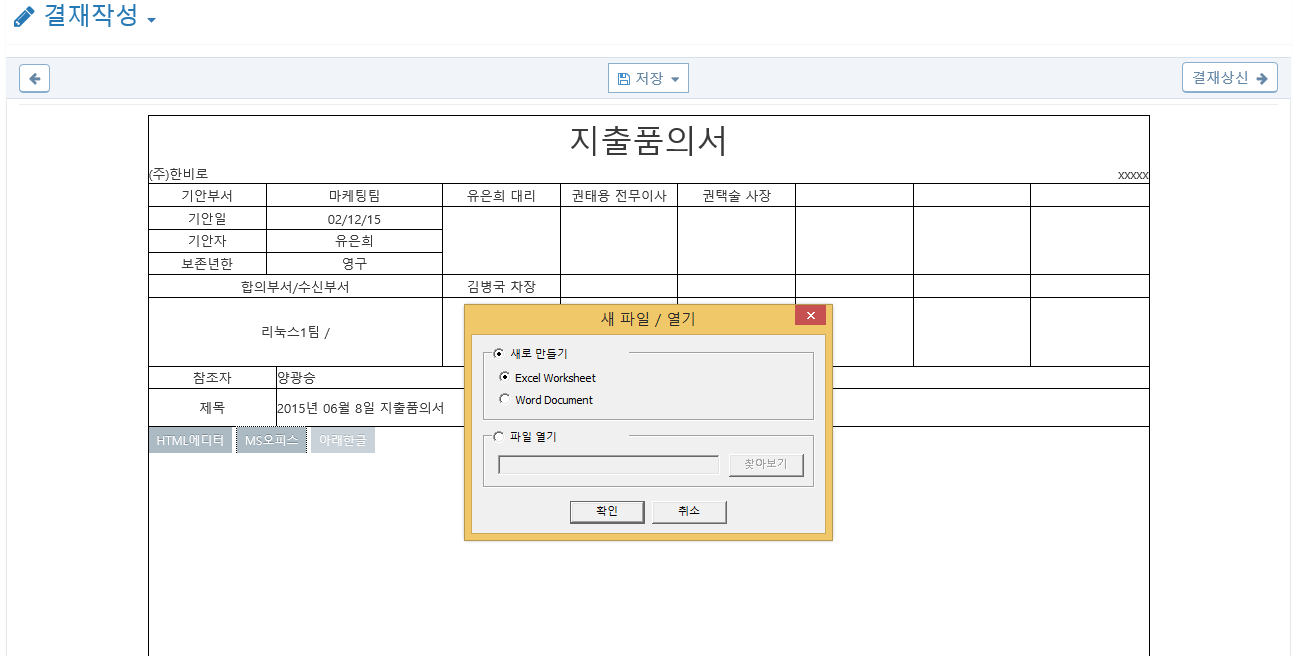 결재작성
저장
결재상신
지출품의서
(주)한비로
xxxxx
기안부서 마케팅팀 유은희 대리 권태용 전무이사 권택술 사장
기안일 02/12/15
기안자 유은희
보존년한 영구
합의부서/수신부서 김병국 차장
리눅스1팀 /
참조자 양광승
제목 2015년 06월 8일 지출품의서
HTML에디터 MS오피스 아래한글
새 파일 / 열기
새로 만들기
Excel Worksheet
Word Document
파일 열기
찾아보기
확인 취소